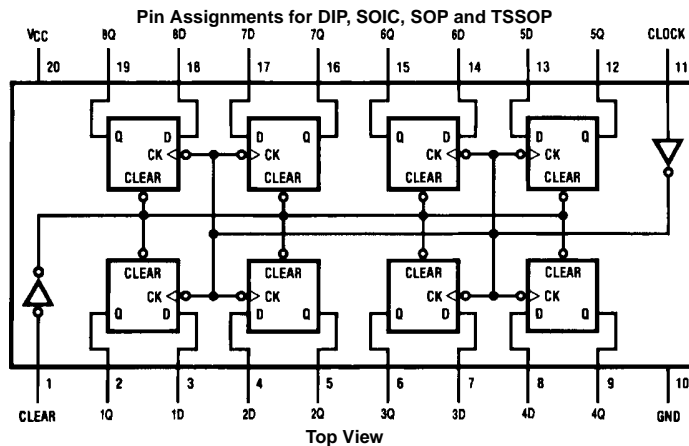 Pin Assignments for DIP, SOIC, SOP and TSSOP
VCC 8Q 8D 7D 7Q 6Q 6D 5D 5Q CLOCK
20 19 18 17 16 15 14 13 12 11
Q D D Q Q D D Q
CK CK CK CK
CLEAR CLEAR CLEAR CLEAR
CLEAR CLEAR CLEAR CLEAR
CK CK CK CK
Q D D Q Q D D Q
1 2 3 4 5 6 7 8 9 10
CLEAR 1Q 1D 2D 2Q 3Q 3D 4D 4Q GND
Top View